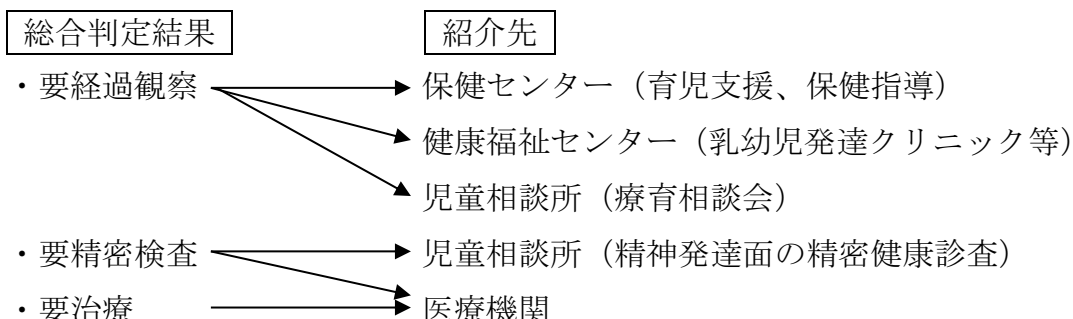 総合判定結果 紹介先
・要経過観察 保健センター（育児支援、保健指導）
健康福祉センター（乳幼児発達クリニック等）
児童相談所（療育相談会）
・要精密検査 児童相談所（精神発達面の精密健康診査）
・要治療 医療機関